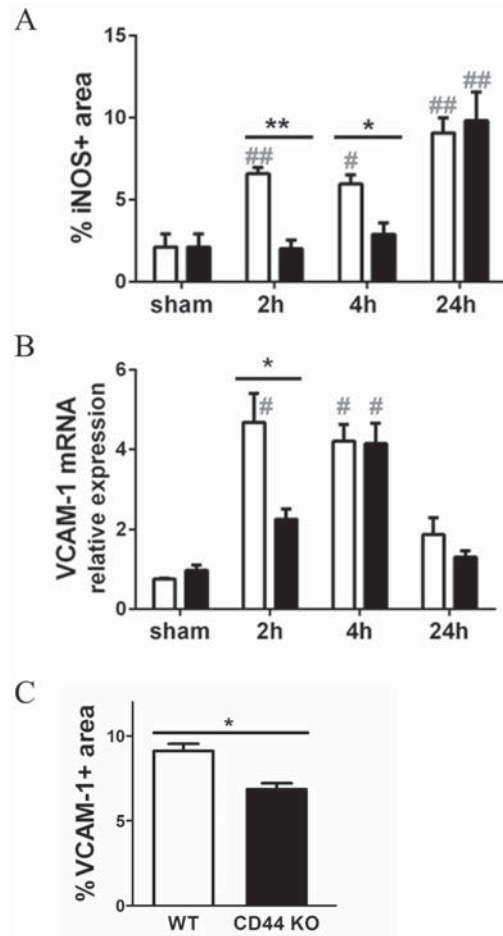 A
% iNOS+ area
15
10
5
0
##
**
#
*
##
##
sham 2h 4h 24h
B
VCAM-1 mRNA
relative expression
6
4
2
0
*
#
#
#
sham 2h 4h 24h
C
%VCAM-1+ area
10
5
0
*
WT CD44 KO